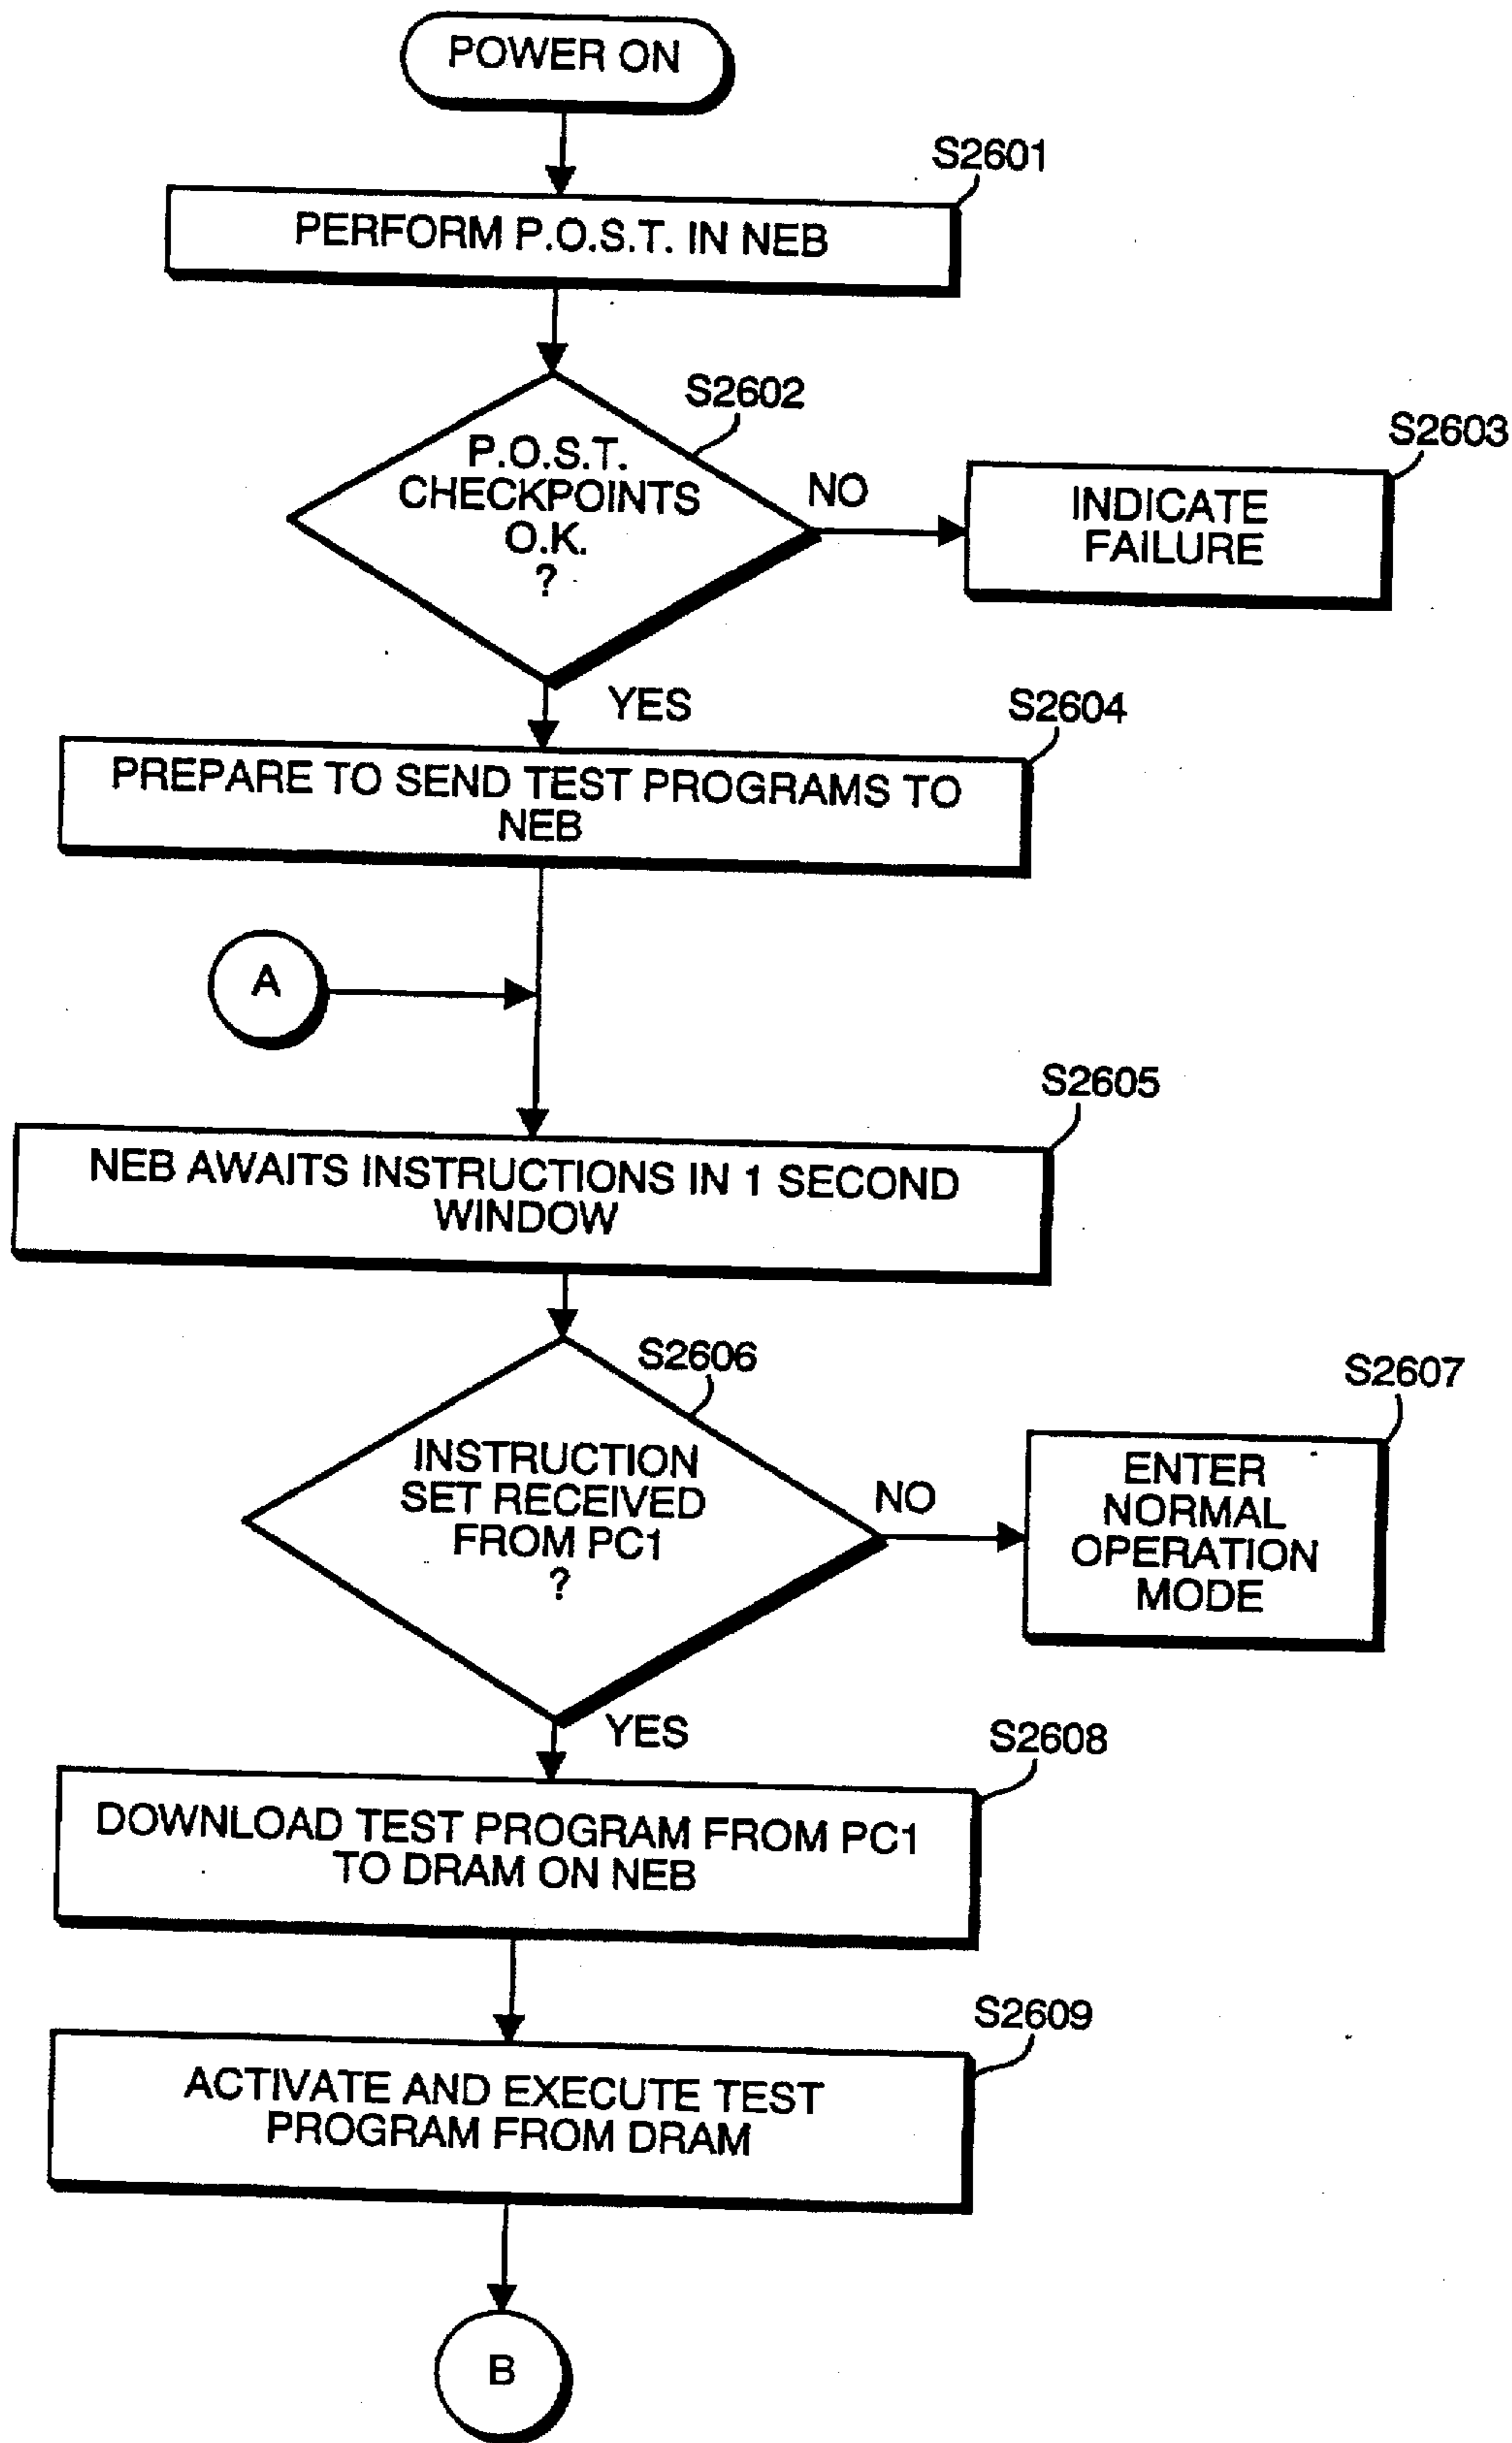 POWER ON
S2601
PERFORM P.O.S.T. IN NEB
S2602
P.O.S.T.
CHECKPOINTS
O.K.
?
NO
S2603
INDICATE
FAILURE
YES
S2604
PREPARE TO SEND TEST PROGRAMS TO
NEB
A
S2605
NEB AWAITS INSTRUCTIONS IN 1 SECOND
WINDOW
S2606
INSTRUCTION
SET RECEIVED
FROM PC1
?
NO
S2607
ENTER
NORMAL
OPERATION
MODE
YES
S2608
DOWNLOAD TEST PROGRAM FROM PC1
TO DRAM ON NEB
S2609
ACTIVATE AND EXECUTE TEST
PROGRAM FROM DRAM
B